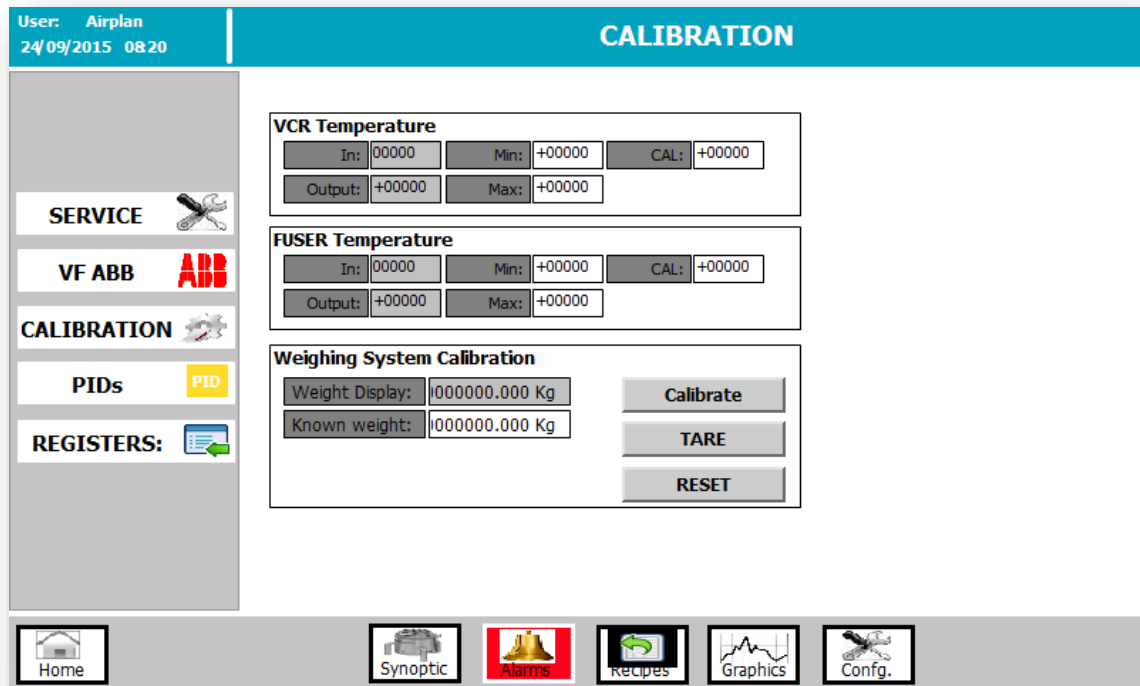 User: Airplan
24/09/2015 08:20
CALIBRATION
SERVICE
VF ABB ABB
CALIBRATION
PIDs PID
REGISTERS:
VCR Temperature
In: 00000 Min: +00000 CAL: +00000
Output: +00000 Max: +00000
FUSER Temperature
In: 00000 Min: +00000 CAL: +00000
Output: +00000 Max: +00000
Weighing System Calibration
Weight Display: 0000000.000 Kg Calibrate
Known weight: 0000000.000 Kg TARE
RESET
Home Synoptic Alarms Recipes Graphics Confg.